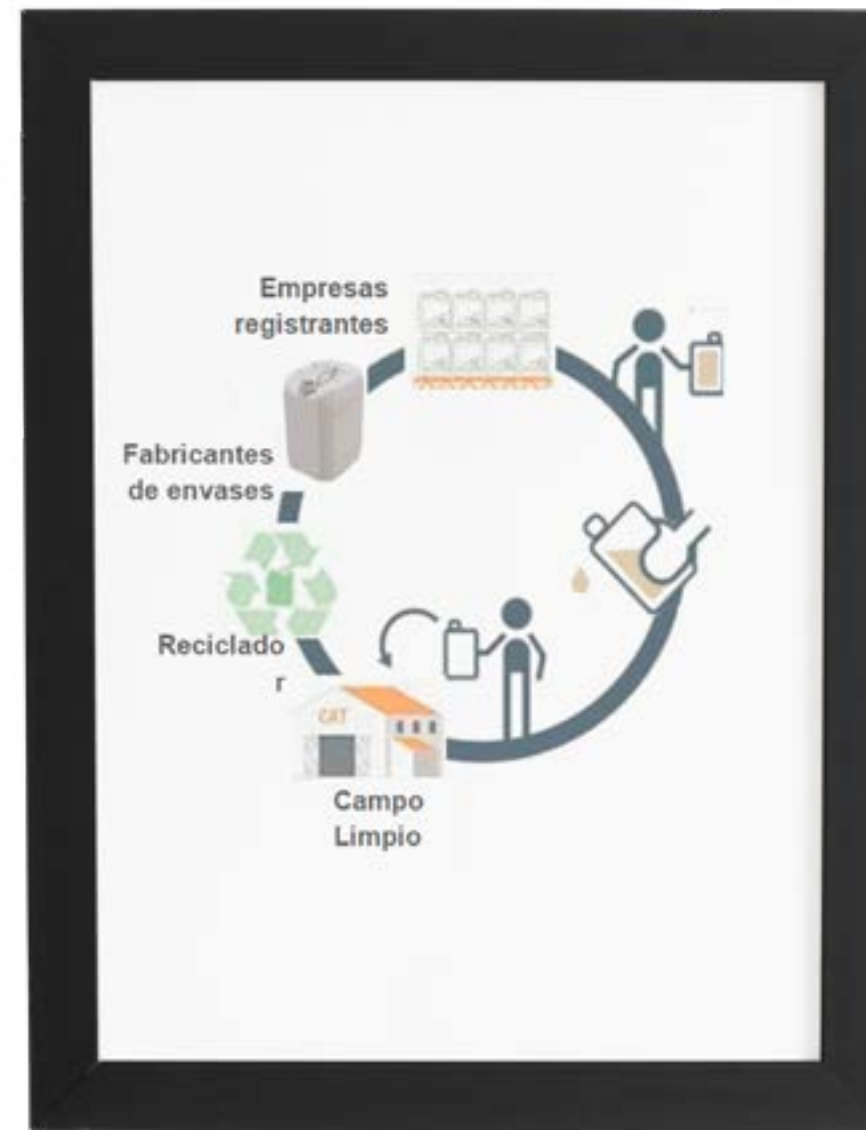 Empresas
registrantes
Fabricantes
de envases
Reciclado
r
CAT
Campo
Limpio